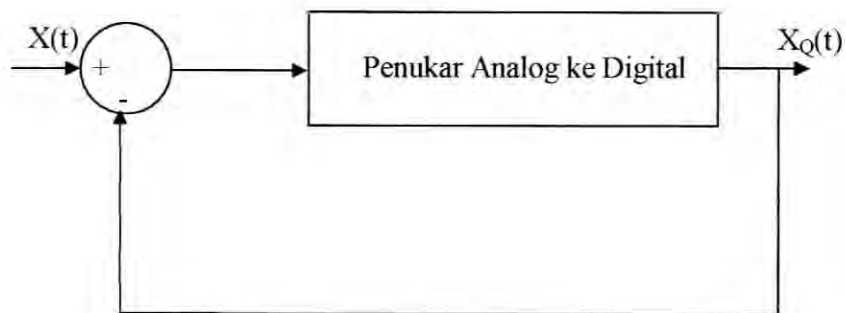 X(t)
+
-
Penukar Analog ke Digital
X_Q(t)